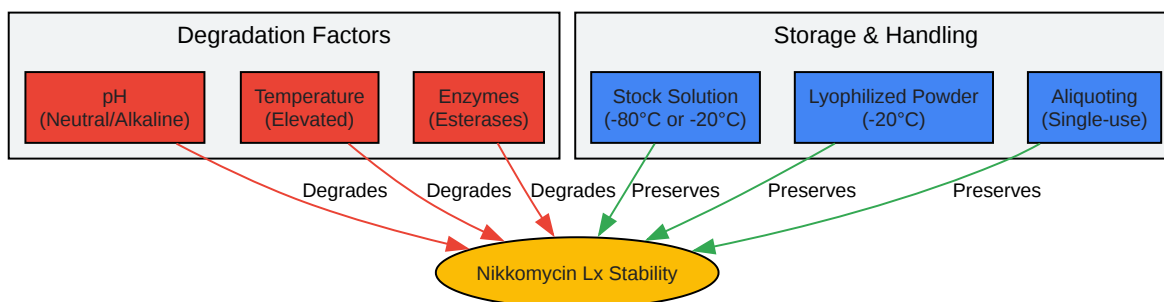 Degradation Factors
Storage & Handling
pH
(Neutral/Alkaline)
Temperature
(Elevated)
Enzymes
(Esterases)
Stock Solution
(-80°C or -20°C)
Lyophilized Powder
(-20°C)
Aliquoting
(Single-use)
Degrades
Degrades
Degrades
Preserves
Preserves
Preserves
Nikkomycin Lx Stability